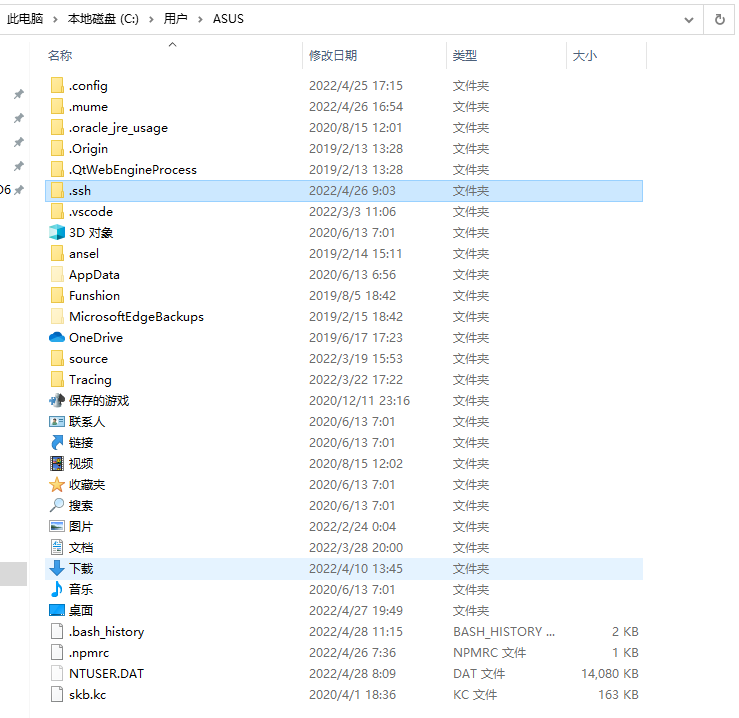 此电脑 › 本地磁盘 (C:) › 用户 › ASUS
名称 修改日期 类型 大小
.config 2022/4/25 17:15 文件夹
.mume 2022/4/26 16:54 文件夹
.oracle_jre_usage 2020/8/15 12:01 文件夹
.Origin 2019/2/13 13:28 文件夹
.QtWebEngineProcess 2019/2/13 13:28 文件夹
06 .ssh 2022/4/26 9:03 文件夹
.vscode 2022/3/3 11:06 文件夹
3D 对象 2020/6/13 7:01 文件夹
ansel 2019/2/14 15:11 文件夹
AppData 2020/6/13 6:56 文件夹
Funshion 2019/8/5 18:42 文件夹
MicrosoftEdgeBackups 2019/2/15 18:42 文件夹
OneDrive 2019/6/17 17:23 文件夹
source 2022/3/19 15:53 文件夹
Tracing 2022/3/22 17:22 文件夹
保存的游戏 2020/12/11 23:16 文件夹
联系人 2020/6/13 7:01 文件夹
链接 2020/6/13 7:01 文件夹
视频 2020/8/15 12:02 文件夹
收藏夹 2020/6/13 7:01 文件夹
搜索 2020/6/13 7:01 文件夹
图片 2022/2/24 0:04 文件夹
文档 2022/3/28 20:00 文件夹
下载 2022/4/10 13:45 文件夹
音乐 2020/6/13 7:01 文件夹
桌面 2022/4/27 19:49 文件夹
.bash_history 2022/4/28 11:15 BASH_HISTORY ... 2 KB
.npmrc 2022/4/26 7:36 NPMRC 文件 1 KB
NTUSER.DAT 2022/4/28 8:09 DAT 文件 14,080 KB
skb.kc 2020/4/1 18:36 KC 文件 163 KB